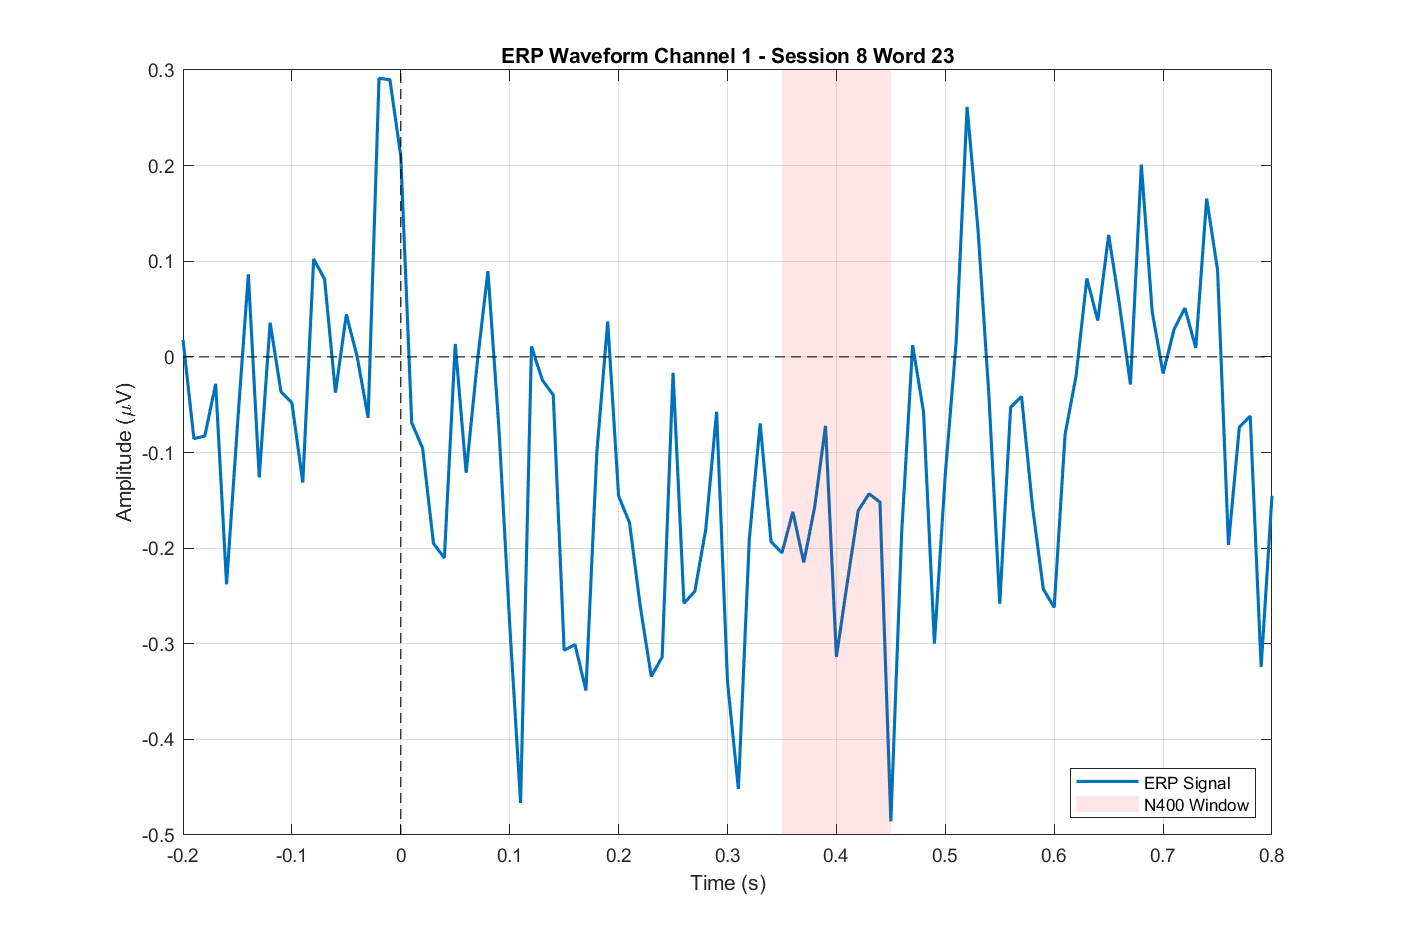 ERP Waveform Channel 1 - Session 8 Word 23
0.3
0.2
0.1
0
-0.1
-0.2
-0.3
-0.4
-0.5
Amplitude (μV)
-0.2 -0.1 0 0.1 0.2 0.3 0.4 0.5 0.6 0.7 0.8
Time (s)
ERP Signal
N400 Window